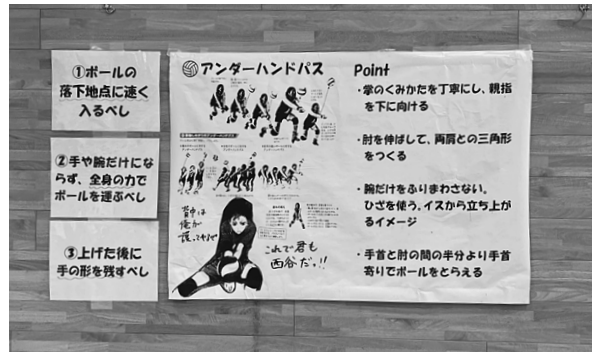 ①ボールの
落下地点に速く
入るべし
②手や腕だけにな
らず、全身の力で
ボールを運ぶべし
③上げた後に
手の形を残すべし
アンダーハンドパス
背中は
俺が
護ってやるぜ
これで君も
西谷だ!!
Point
・掌のくみかたを丁寧にし、親指
を下に向ける
・肘を伸ばして、両肩との三角形
をつくる
・腕だけをふりまわさない。
ひざを使う。イスから立ち上が
るイメージ
・手首と肘の間の半分より手首
寄りでボールをとらえる